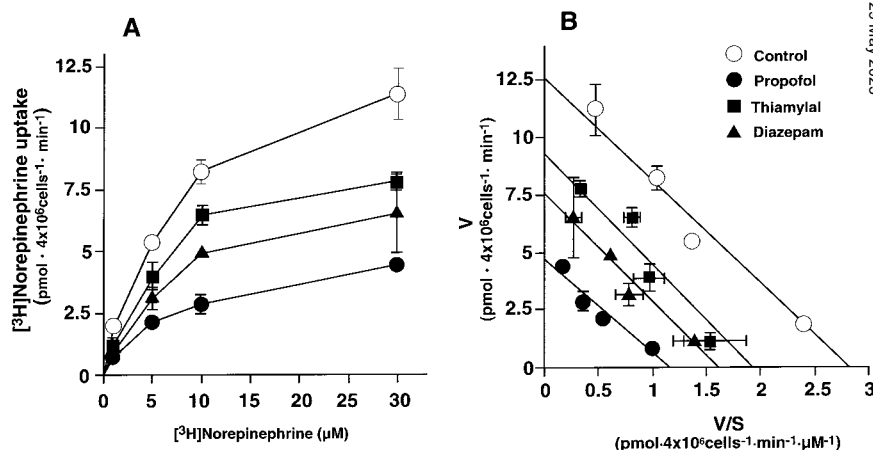 A
[³H]Norepinephrine uptake
(pmol · 4x10⁶cells⁻¹· min⁻¹)
12.5
10
7.5
5
2.5
0
0 5 10 15 20 25 30
[³H]Norepinephrine (μM)
B
V
(pmol · 4x10⁶cells⁻¹· min⁻¹)
12.5
10
7.5
5
2.5
0
0 0.5 1 1.5 2 2.5 3
V/S
(pmol·4x10⁶cells⁻¹·min⁻¹·μM⁻¹)
Control
Propofol
Thiamylal
Diazepam
May 2025